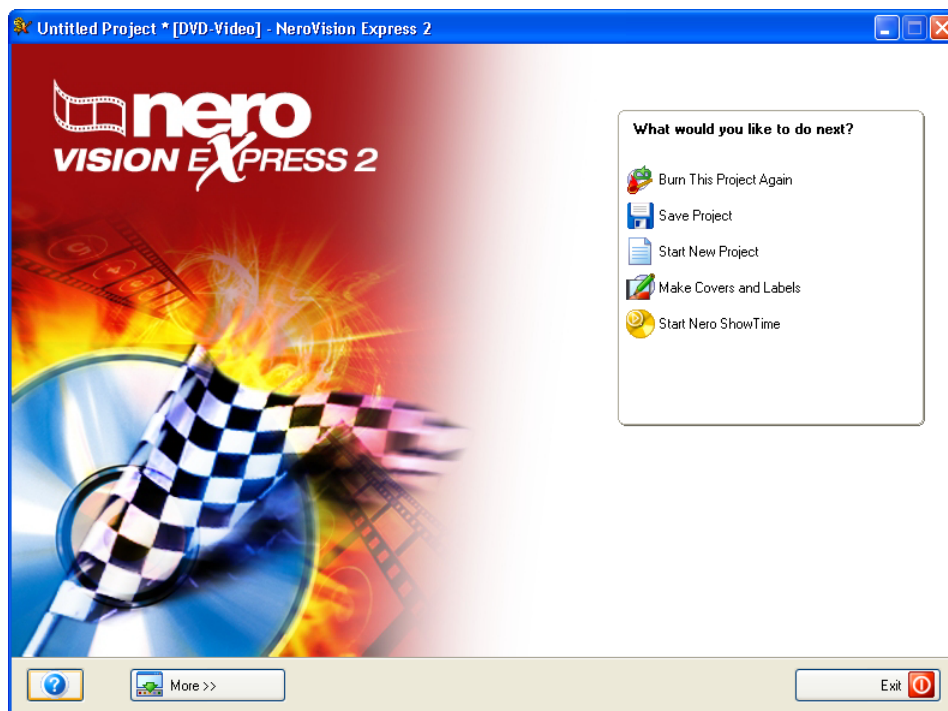 Untitled Project * [DVD-Video] - NeroVision Express 2
nero
VISION EXPRESS 2
What would you like to do next?
Burn This Project Again
Save Project
Start New Project
Make Covers and Labels
Start Nero ShowTime
? More >> Exit